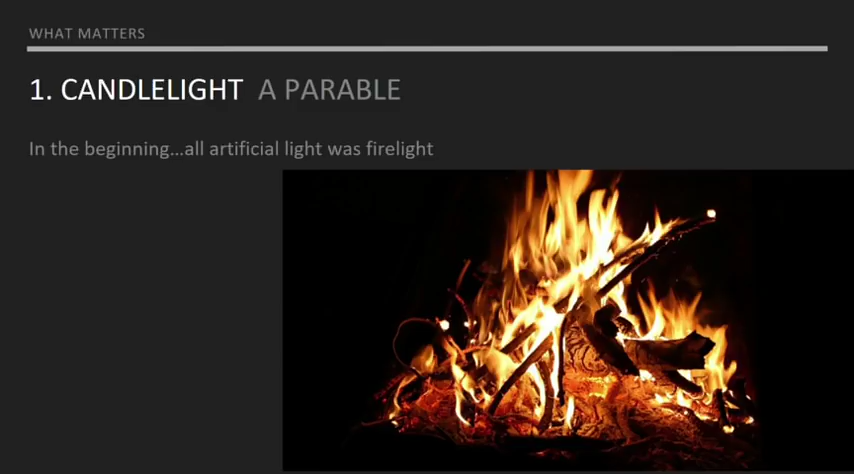 WHAT MATTERS
1. CANDLELIGHT A PARABLE
In the beginning...all artificial light was firelight